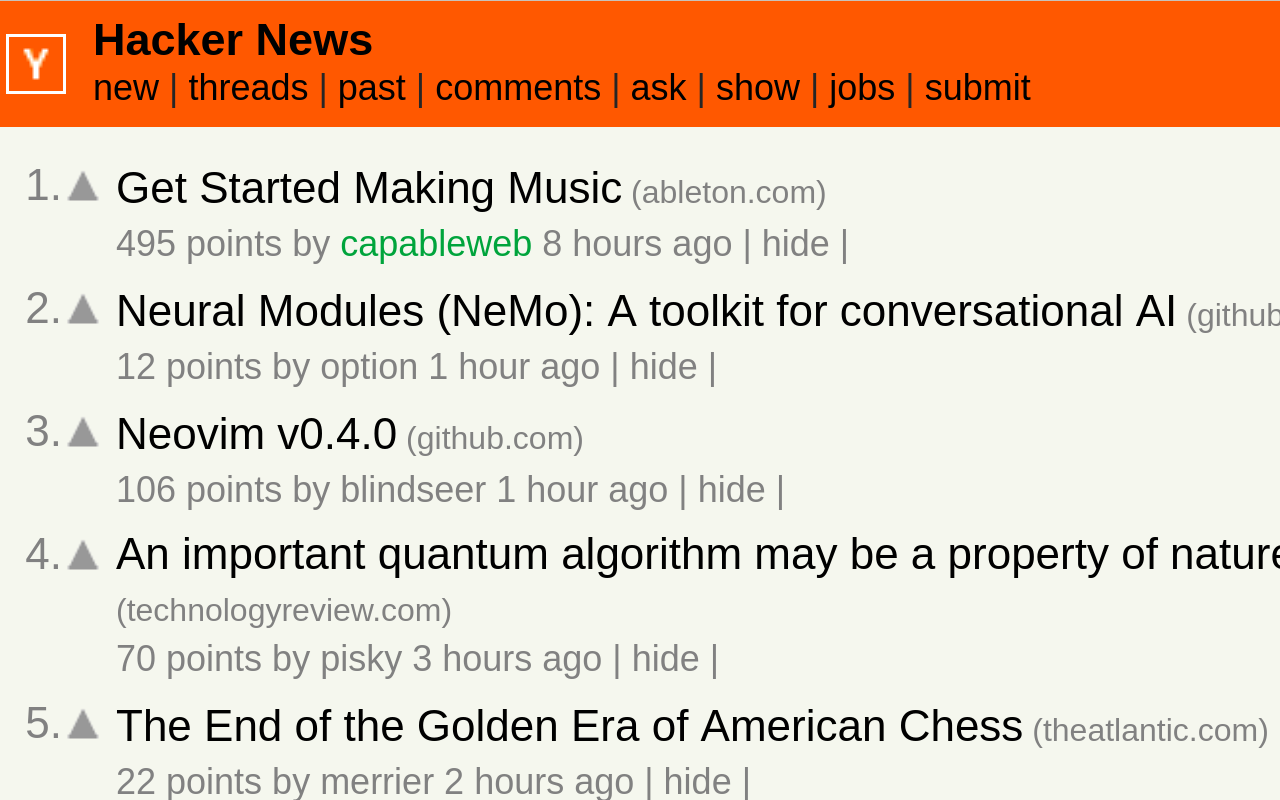 Y
Hacker News
new | threads | past | comments | ask | show | jobs | submit
1. Get Started Making Music (ableton.com)
495 points by capableweb 8 hours ago | hide |
2. Neural Modules (NeMo): A toolkit for conversational AI (github
12 points by option 1 hour ago | hide |
3. Neovim v0.4.0 (github.com)
106 points by blindseer 1 hour ago | hide |
4. An important quantum algorithm may be a property of nature
(technologyreview.com)
70 points by pisky 3 hours ago | hide |
5. The End of the Golden Era of American Chess (theatlantic.com)
22 points by merrier 2 hours ago | hide |